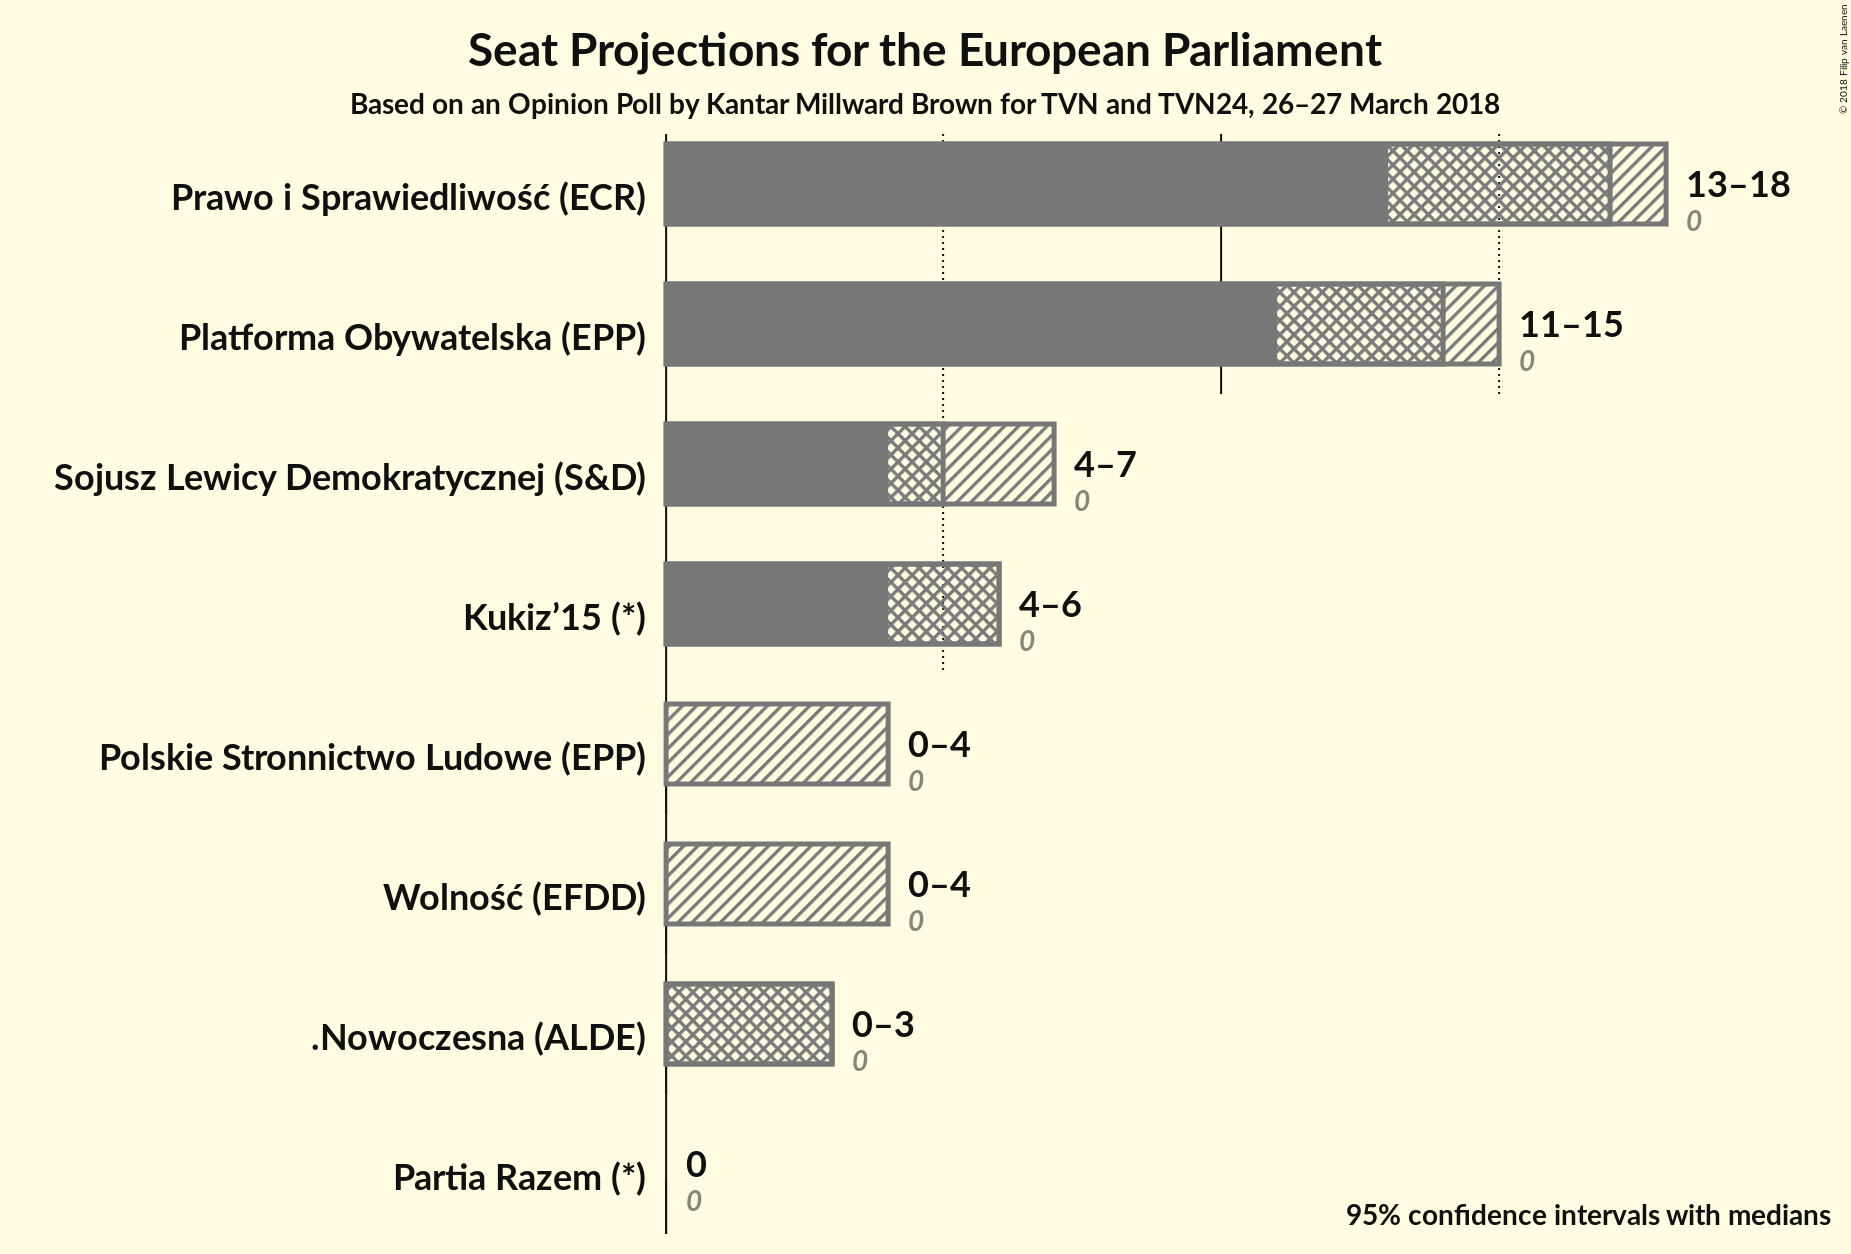 Seat Projections for the European Parliament
Based on an Opinion Poll by Kantar Millward Brown for TVN and TVN24, 26–27 March 2018
© 2018 Filip van Laenen
Prawo i Sprawiedliwość (ECR)
13–18
0
Platforma Obywatelska (EPP)
11–15
0
Sojusz Lewicy Demokratycznej (S&D)
4–7
0
Kukiz’15 (*)
4–6
0
Polskie Stronnictwo Ludowe (EPP)
0–4
0
Wolność (EFDD)
0–4
0
.Nowoczesna (ALDE)
0–3
0
Partia Razem (*)
0
0
95% confidence intervals with medians